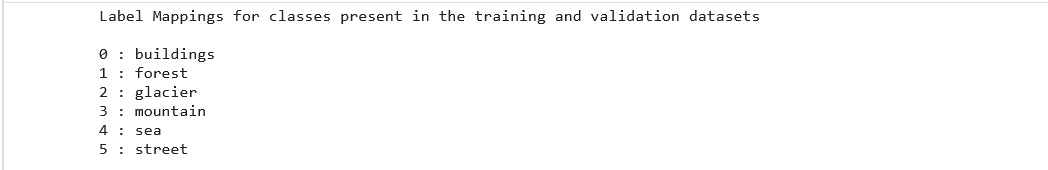 Label Mappings for classes present in the training and validation datasets
0 : buildings
1 : forest
2 : glacier
3 : mountain
4 : sea
5 : street